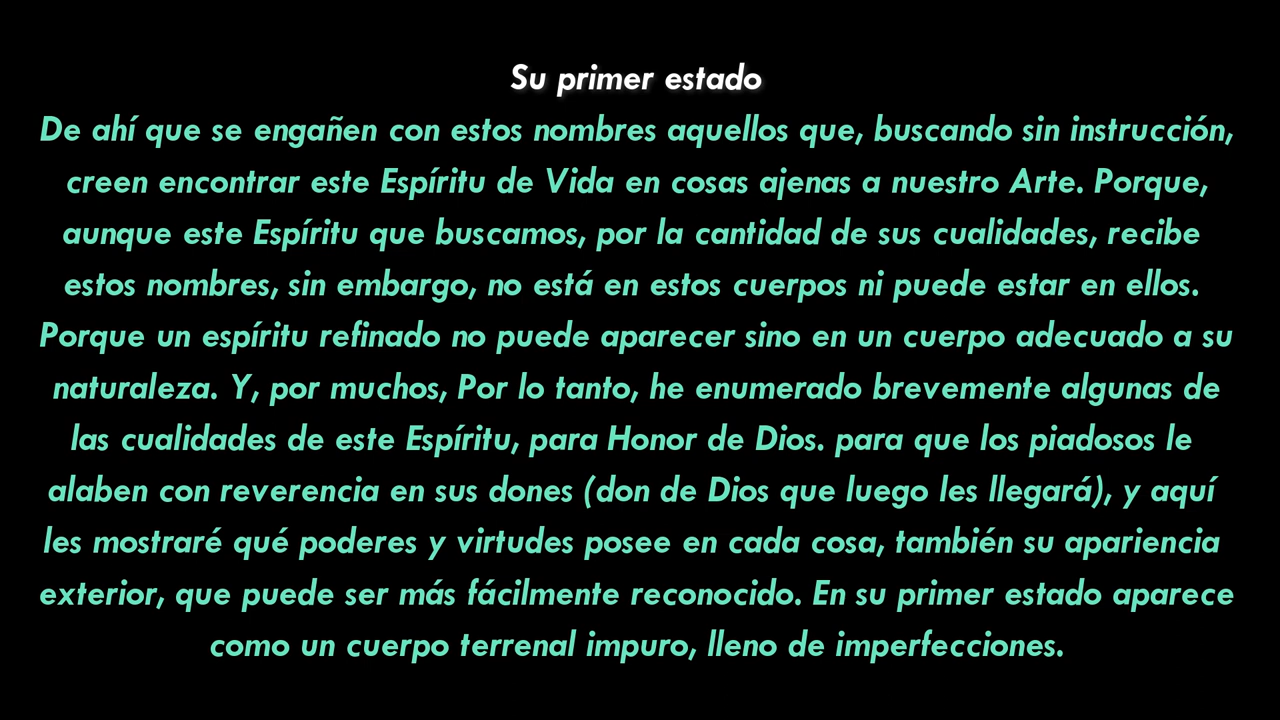 Su primer estado
De ahí que se engañen con estos nombres aquellos que, buscando sin instrucción,
creen encontrar este Espíritu de Vida en cosas ajenas a nuestro Arte. Porque,
aunque este Espíritu que buscamos, por la cantidad de sus cualidades, recibe
estos nombres, sin embargo, no está en estos cuerpos ni puede estar en ellos.
Porque un espíritu refinado no puede aparecer sino en un cuerpo adecuado a su
naturaleza. Y, por muchos, Por lo tanto, he enumerado brevemente algunas de
las cualidades de este Espíritu, para Honor de Dios. para que los piadosos le
alaben con reverencia en sus dones (don de Dios que luego les llegará), y aquí
les mostraré qué poderes y virtudes posee en cada cosa, también su apariencia
exterior, que puede ser más fácilmente reconocido. En su primer estado aparece
como un cuerpo terrenal impuro, lleno de imperfecciones.